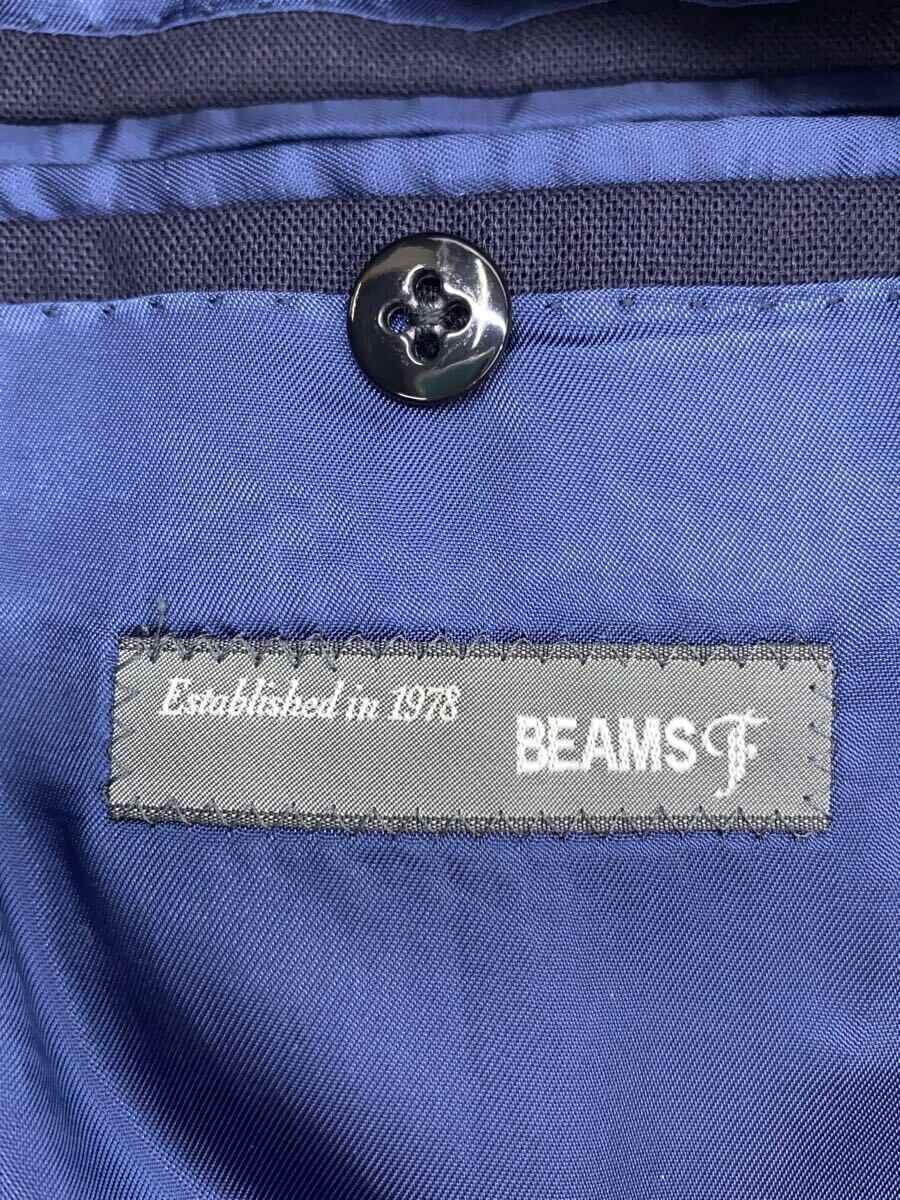 Established in 1978
BEAMS F